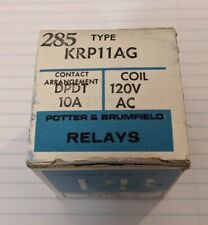 285 TYPE
KRP11AG
CONTACT ARRANGEMENT
DPDT
10A
COIL
120V
AC
POTTER & BRUMFIELD
RELAYS